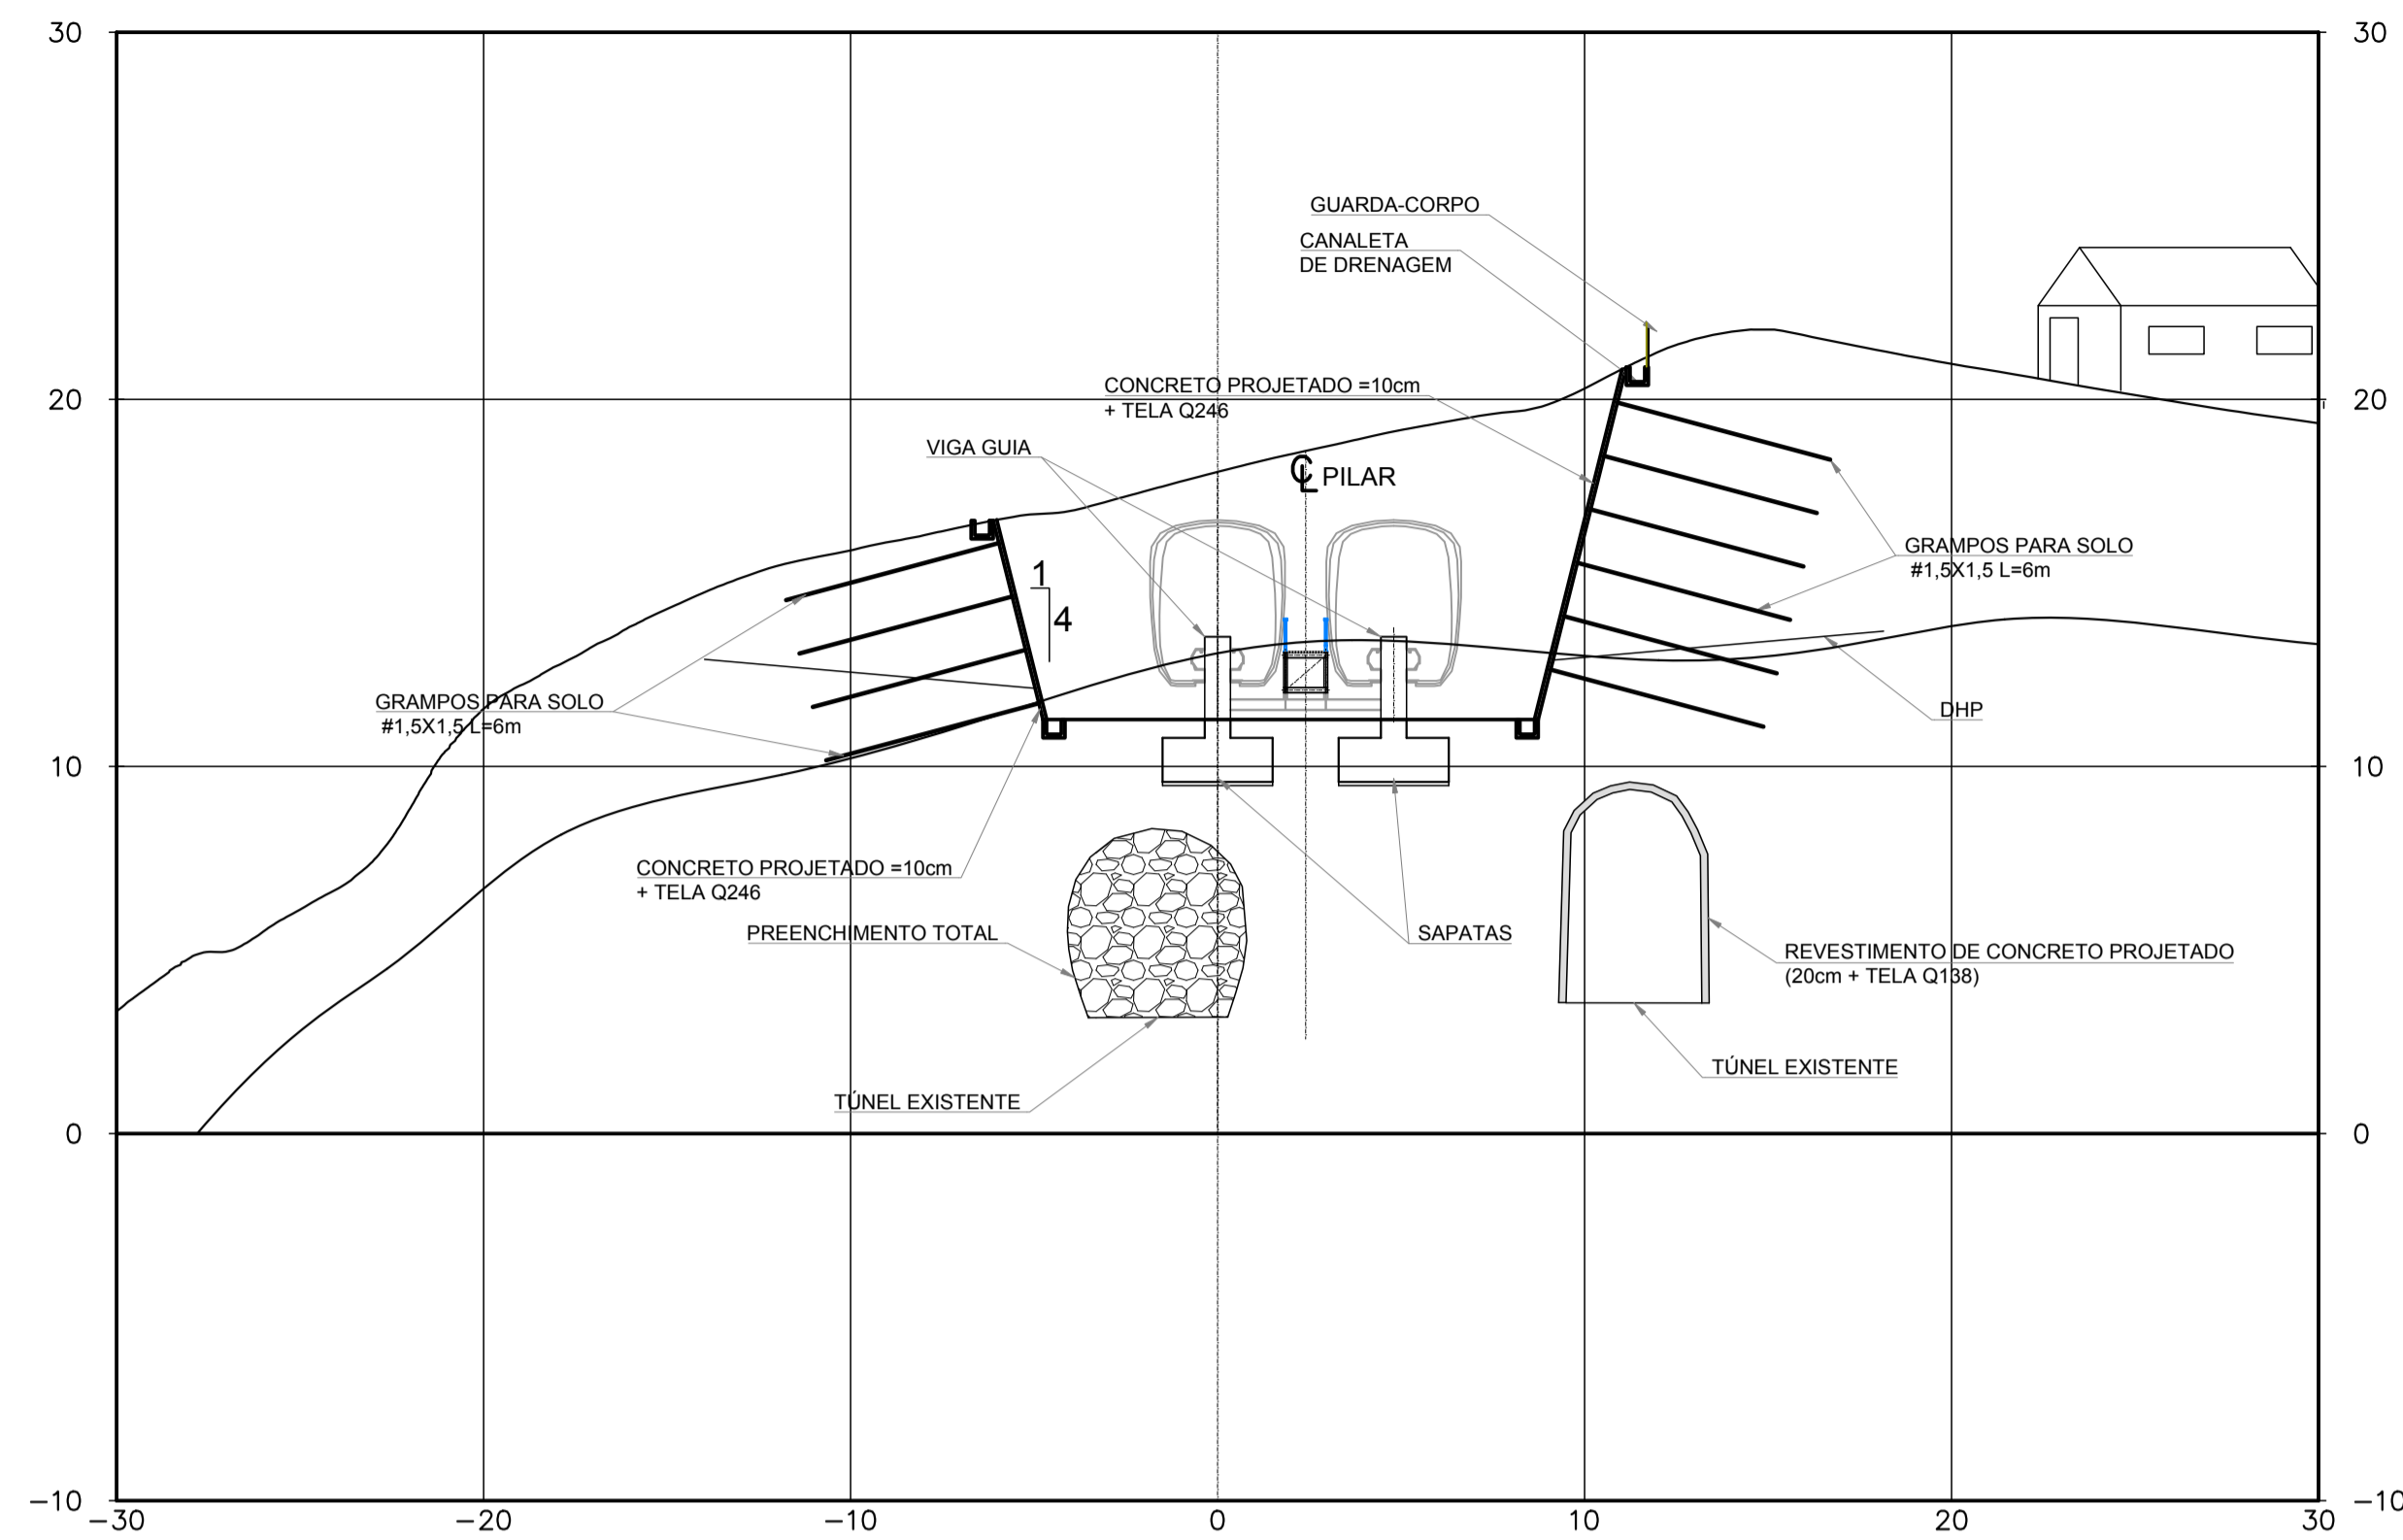 30
30
GUARDA-CORPO
CANALETA
DE DRENAGEM
CONCRETO PROJETADO =10cm
+ TELA Q246
20
20
VIGA GUIA
CL PILAR
GRAMPOS PARA SOLO
#1,5X1,5 L=6m
1
4
GRAMPOS PARA SOLO
#1,5X1,5 L=6m
DHP
10
10
CONCRETO PROJETADO =10cm
+ TELA Q246
PREENCHIMENTO TOTAL
SAPATAS
REVESTIMENTO DE CONCRETO PROJETADO
(20cm + TELA Q138)
TÚNEL EXISTENTE
TÚNEL EXISTENTE
0
0
-10
-10
-30
-20
-10
0
10
20
30